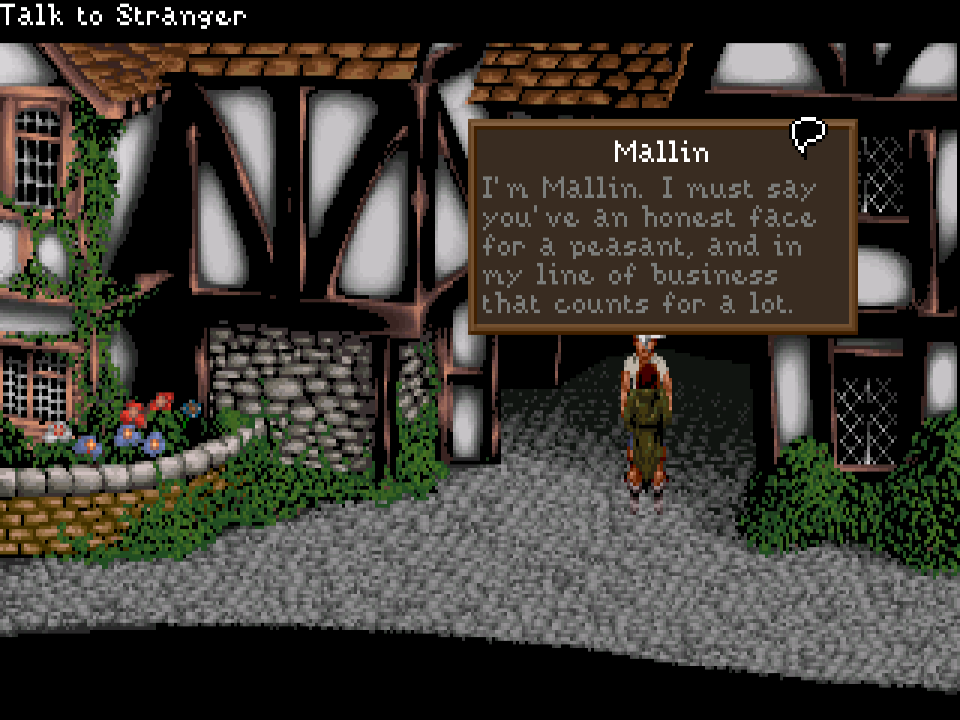 Talk to Stranger
Mallin
I'm Mallin. I must say
you've an honest face
for a peasant, and in
my line of business
that counts for a lot.